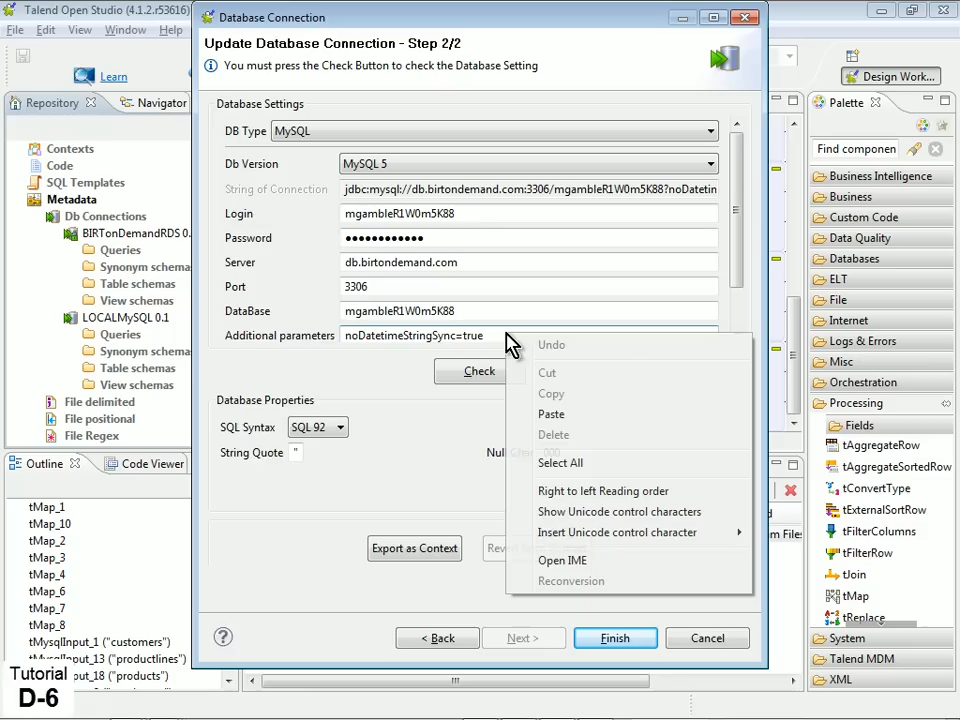 Talend Open Studio (4.1.2.r53616)
Database Connection
File Edit View Window Help
Update Database Connection - Step 2/2
You must press the Check Button to check the Database Setting
Learn
Design Work...
Repository
Navigator
Palette
Database Settings
DB Type MySQL
Find componen
Contexts
Code
SQL Templates
Metadata
Db Connections
BIRTonDemandRDS 0.
Queries
Synonym schemas
Table schemas
View schemas
LOCALMySQL 0.1
Queries
Synonym schemas
Table schemas
View schemas
File delimited
File positional
File Regex
Db Version MySQL 5
String of Connection jdbc:mysql://db.birtondemand.com:3306/mgambleR1W0m5K88?noDatetin
Login mgambleR1W0m5K88
Password ●●●●●●●●●●●●
Server db.birtondemand.com
Port 3306
DataBase mgambleR1W0m5K88
Additional parameters noDatetimeStringSync=true
Check
Database Properties
SQL Syntax SQL 92
String Quote "
Export as Context
< Back
Next >
Finish
Cancel
Undo
Cut
Copy
Paste
Delete
Select All
Right to left Reading order
Show Unicode control characters
Insert Unicode control character
Open IME
Reconversion
Business Intelligence
Business
Custom Code
Data Quality
Databases
ELT
File
Internet
Logs & Errors
Misc
Orchestration
Processing
Fields
tAggregateRow
tAggregateSortedRow
tConvertType
tExternalSortRow
tFilterColumns
tFilterRow
tJoin
tMap
tReplace
System
Talend MDM
XML
Outline
Code Viewer
tMap_1
tMap_10
tMap_2
tMap_3
tMap_4
tMap_6
tMap_7
tMap_8
tMysqlInput_1 ("customers")
tMysqlInput_13 ("productlines")
ut_18 ("products")
Tutorial
D-6